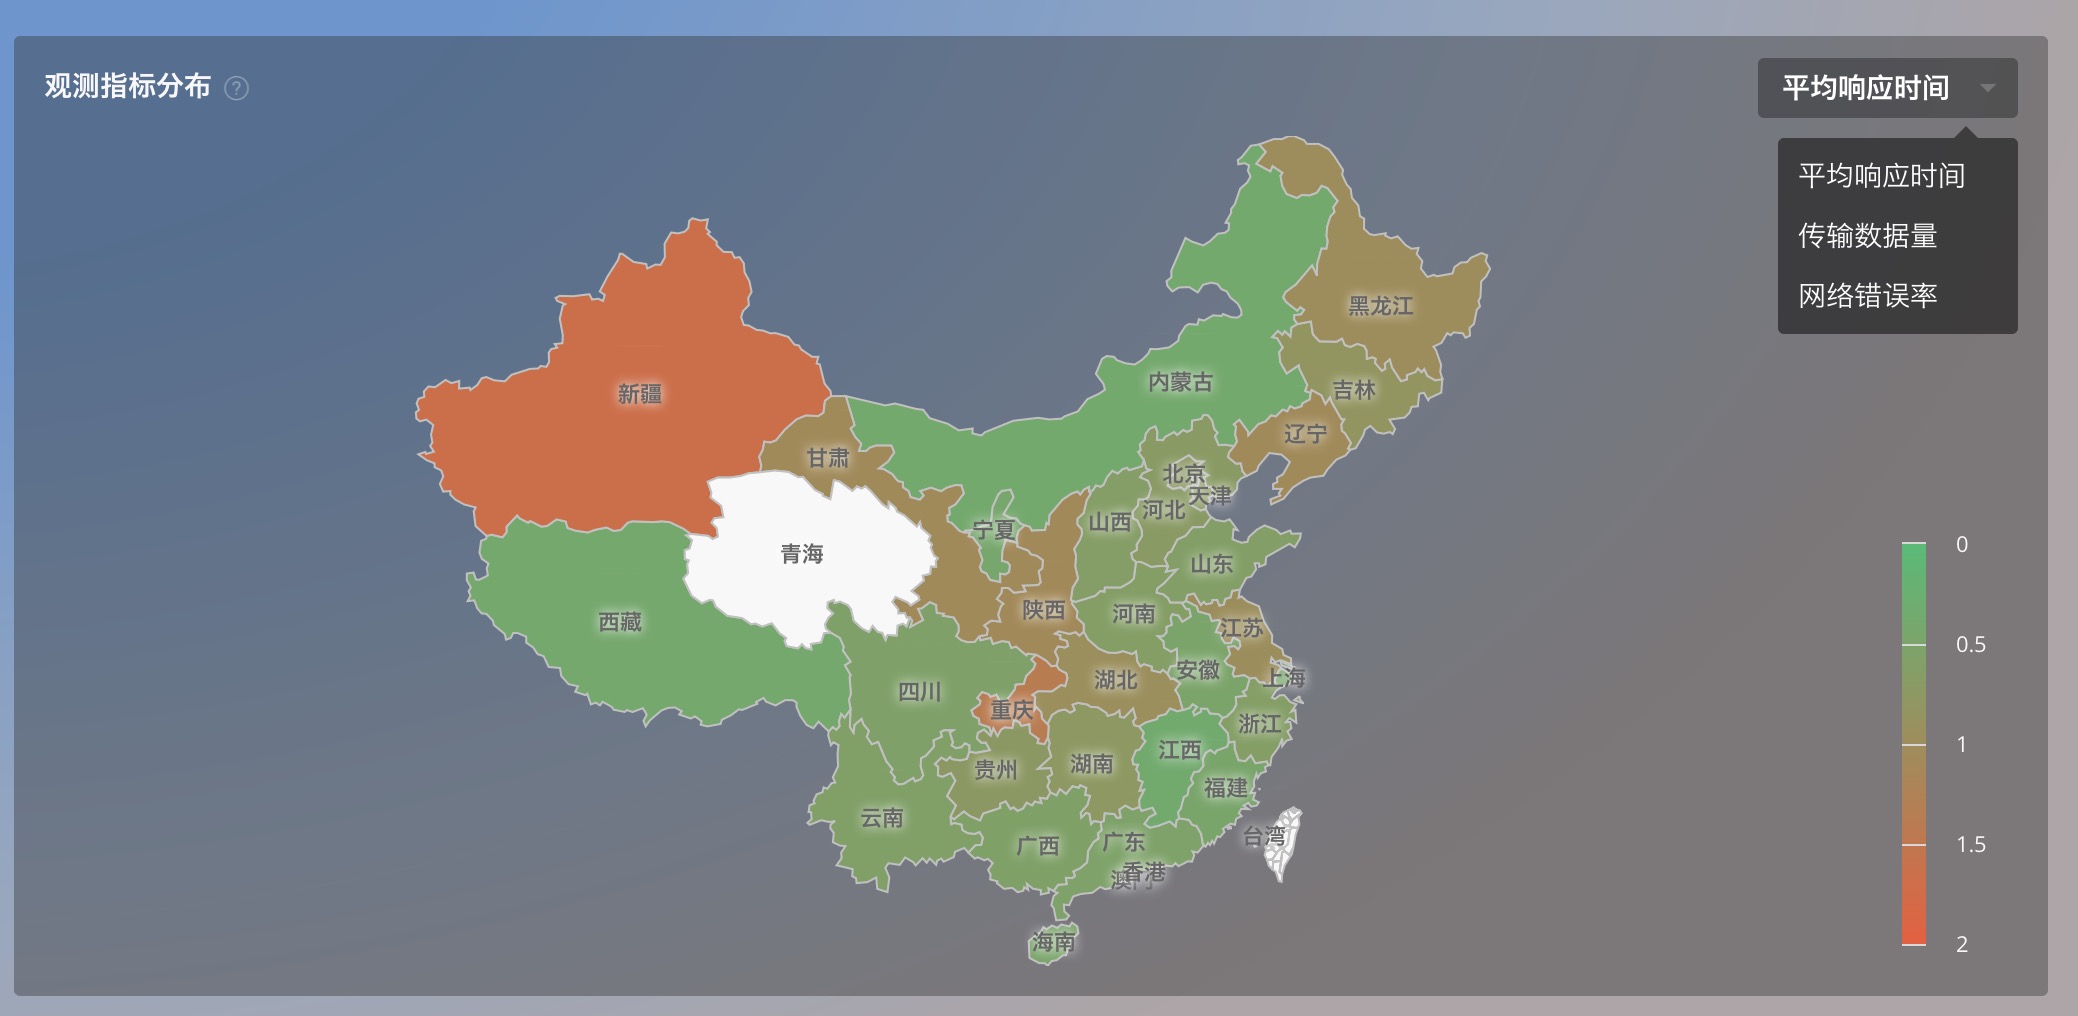 观测指标分布 ?
平均响应时间
平均响应时间
传输数据量
网络错误率
黑龙江
内蒙古
吉林
新疆
辽宁
甘肃
北京
天津
河北
山西
宁夏
青海
山东
陕西
河南
西藏
江苏
安徽
上海
湖北
四川
重庆
浙江
江西
湖南
贵州
福建
云南
台湾
广东
广西
香港
澳门
海南
0
0.5
1
1.5
2